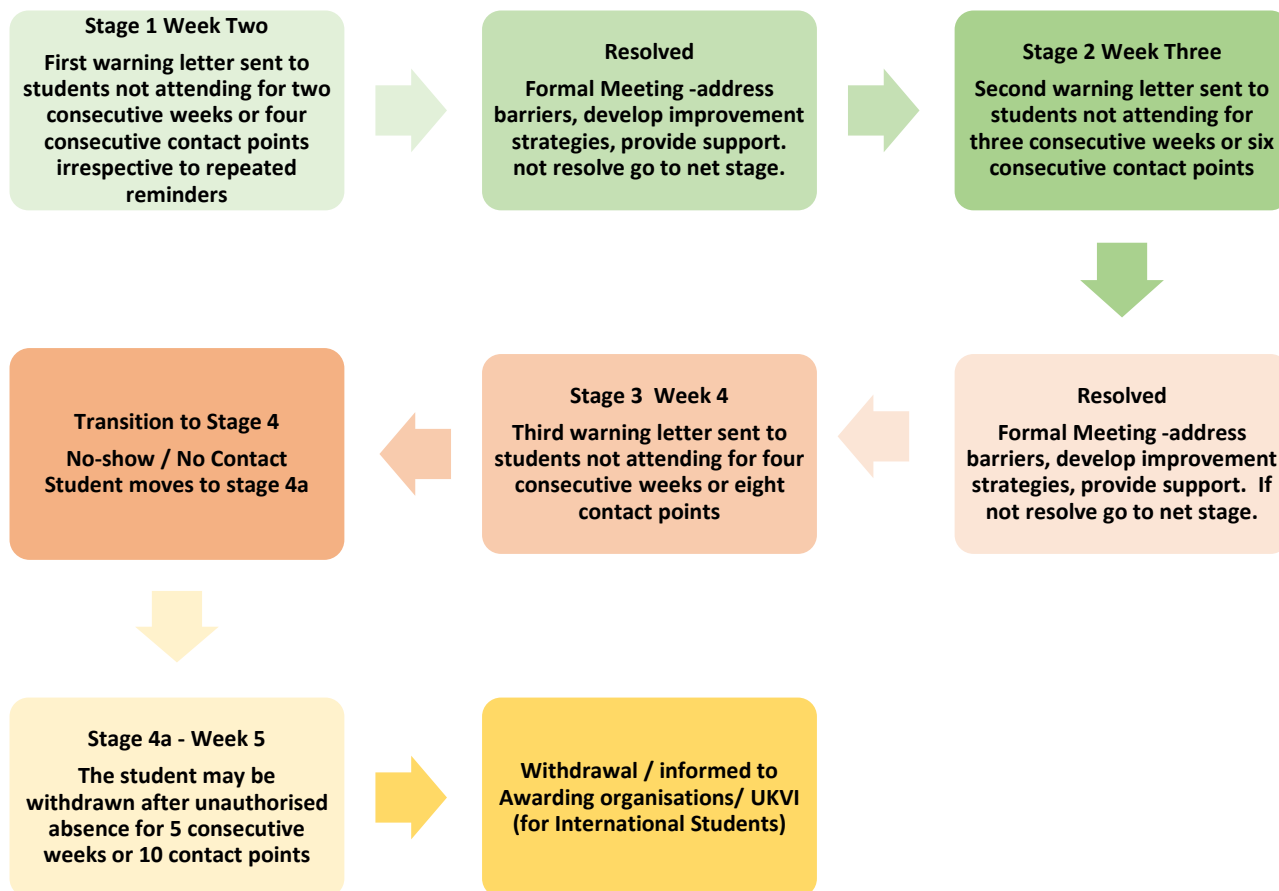 Stage 1 Week Two
First warning letter sent to
students not attending for two
consecutive weeks or four
consecutive contact points
irrespective to repeated
reminders
Resolved
Formal Meeting -address
barriers, develop improvement
strategies, provide support.
not resolve go to net stage.
Stage 2 Week Three
Second warning letter sent to
students not attending for
three consecutive weeks or six
consecutive contact points
Resolved
Formal Meeting -address
barriers, develop improvement
strategies, provide support.  If
not resolve go to net stage.
Stage 3  Week 4
Third warning letter sent to
students not attending for four
consecutive weeks or eight
contact points
Transition to Stage 4
No-show / No Contact
Student moves to stage 4a
Stage 4a - Week 5
The student may be
withdrawn after unauthorised
absence for 5 consecutive
weeks or 10 contact points
Withdrawal / informed to
Awarding organisations/ UKVI
(for International Students)